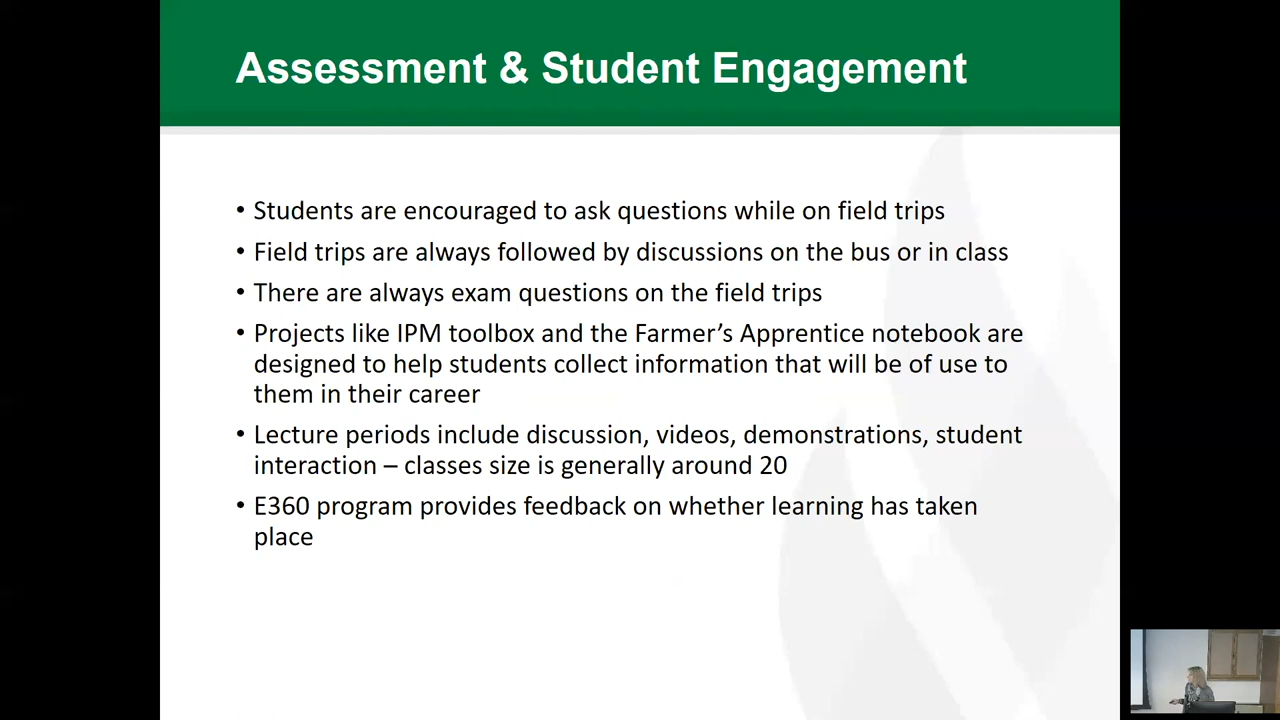 Assessment & Student Engagement
• Students are encouraged to ask questions while on field trips
• Field trips are always followed by discussions on the bus or in class
• There are always exam questions on the field trips
• Projects like IPM toolbox and the Farmer’s Apprentice notebook are
designed to help students collect information that will be of use to
them in their career
• Lecture periods include discussion, videos, demonstrations, student
interaction – classes size is generally around 20
• E360 program provides feedback on whether learning has taken
place